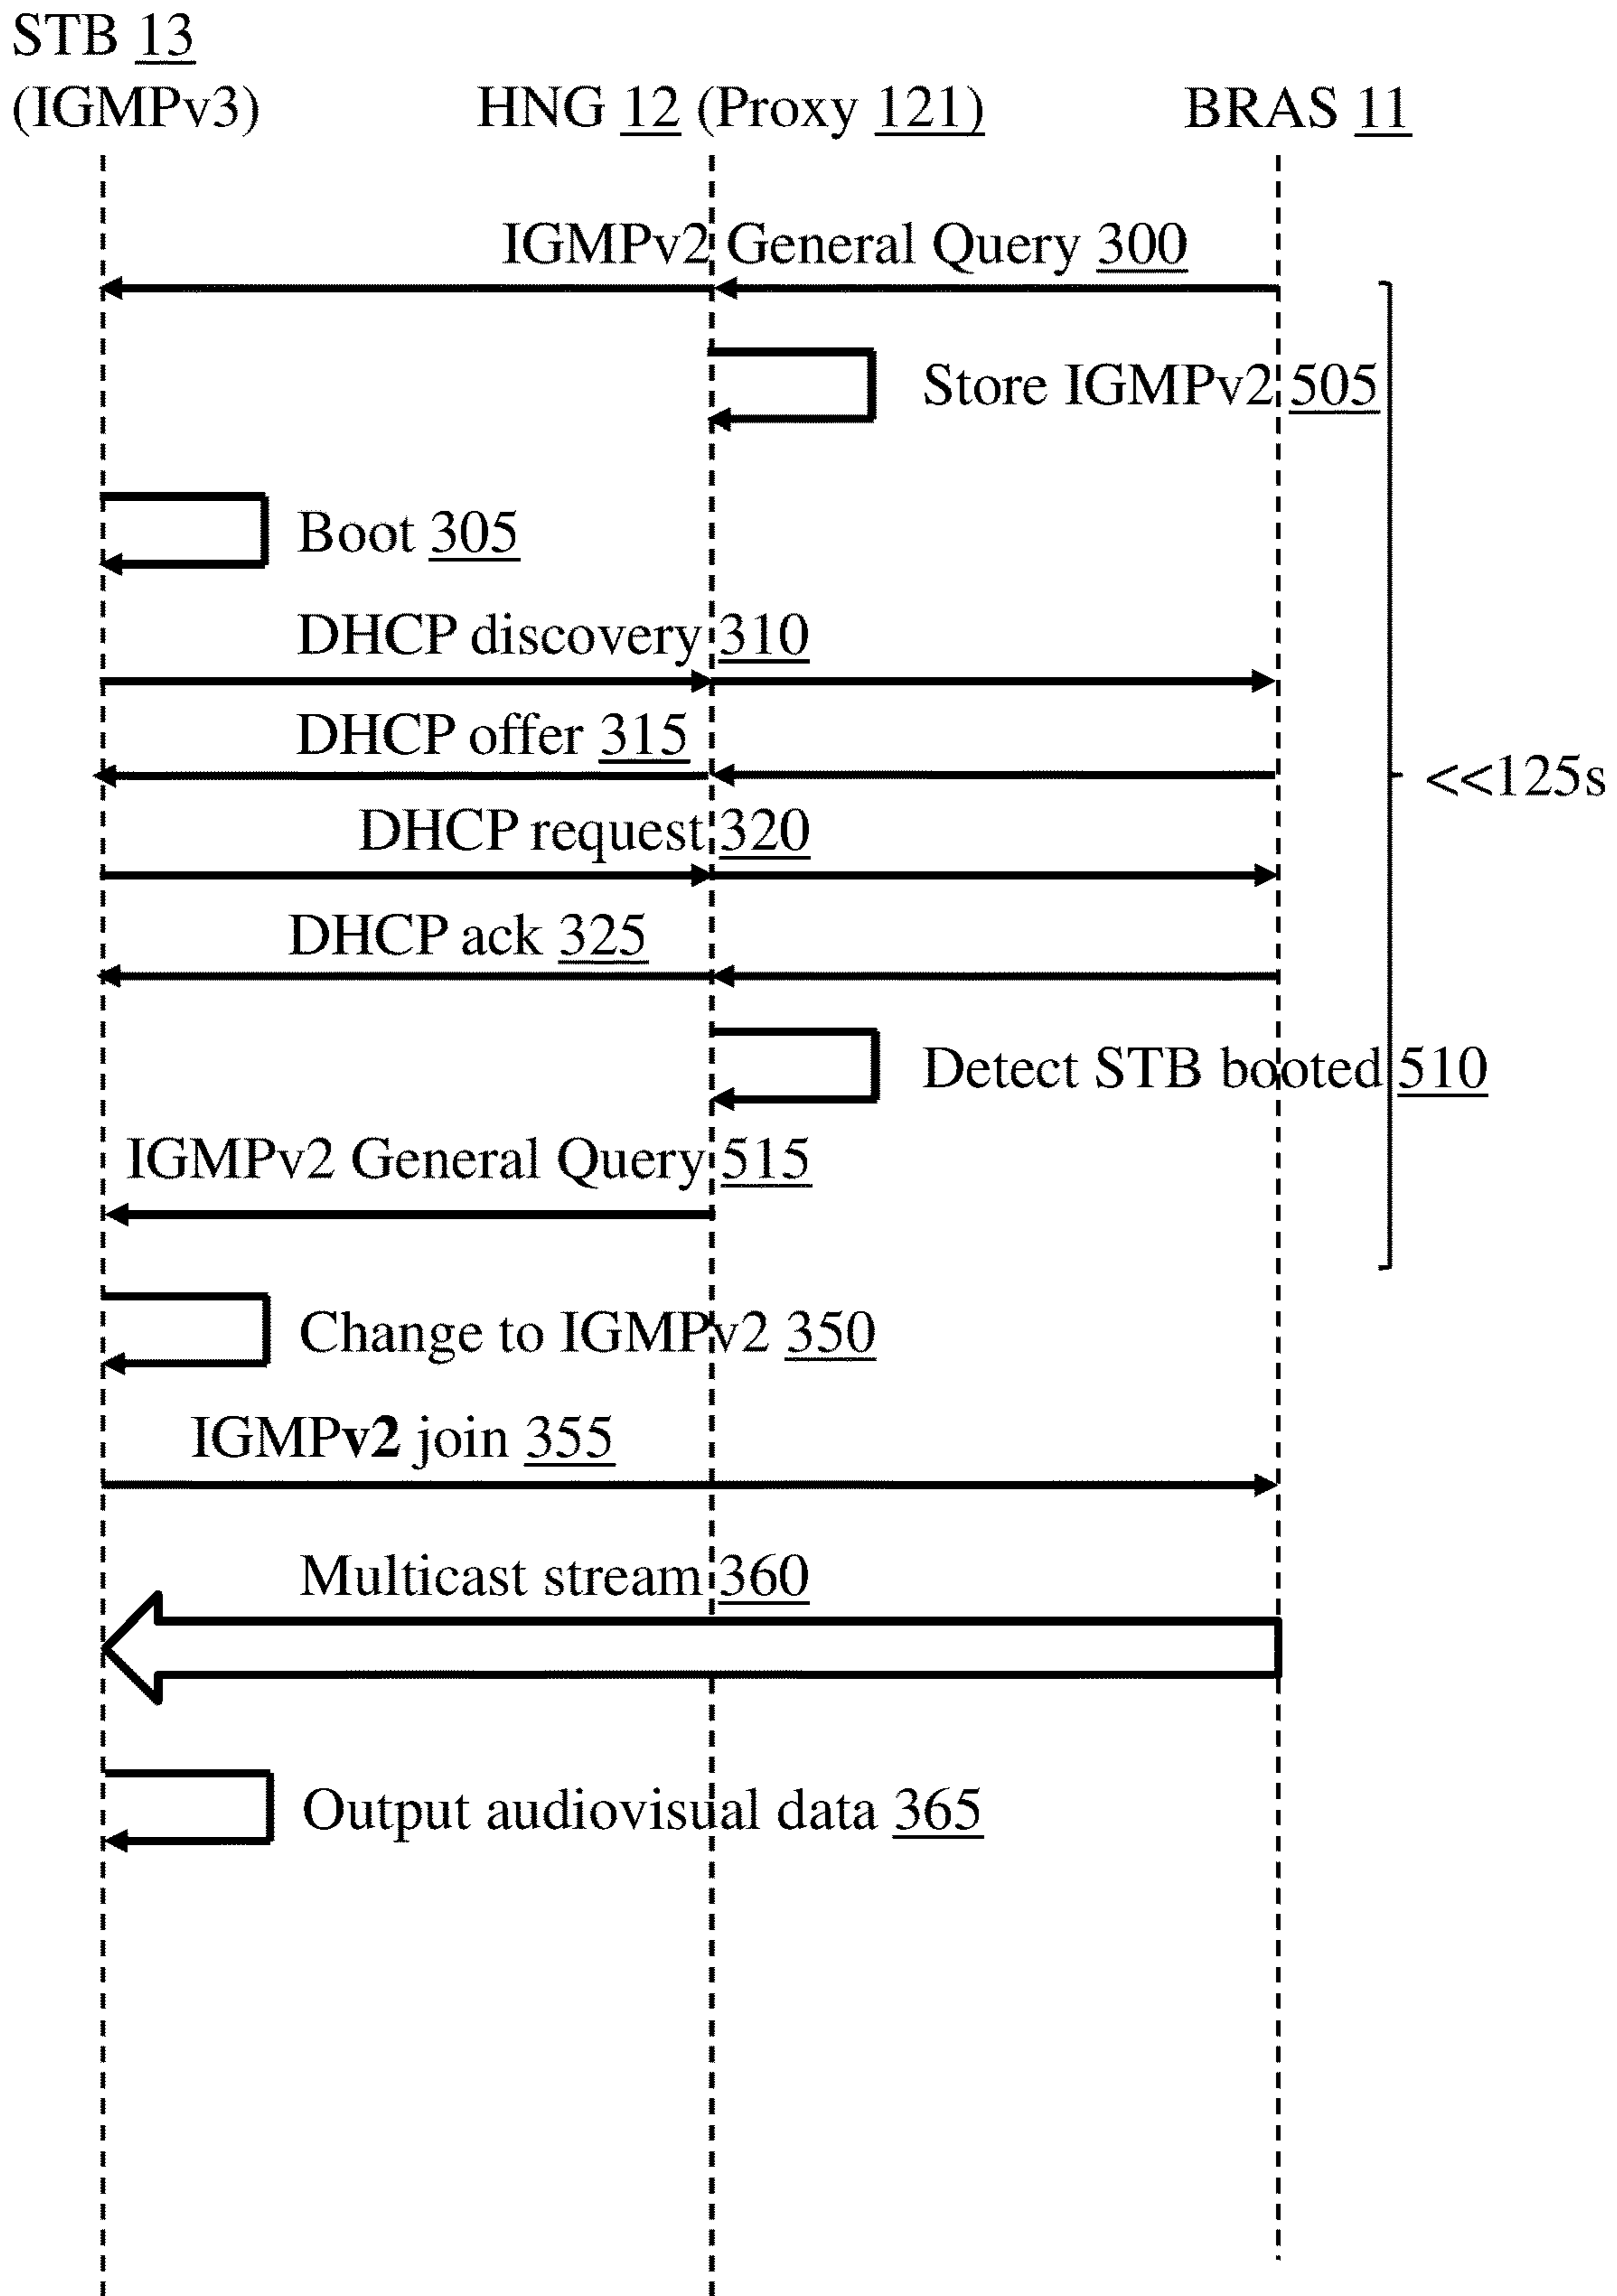 STB 13
(IGMPv3)
HNG 12 (Proxy 121)
BRAS 11
IGMPv2 General Query 300
Store IGMPv2 505
Boot 305
DHCP discovery 310
DHCP offer 315
<<125s
DHCP request 320
DHCP ack 325
Detect STB booted 510
IGMPv2 General Query 515
Change to IGMPv2 350
IGMPv2 join 355
Multicast stream 360
Output audiovisual data 365